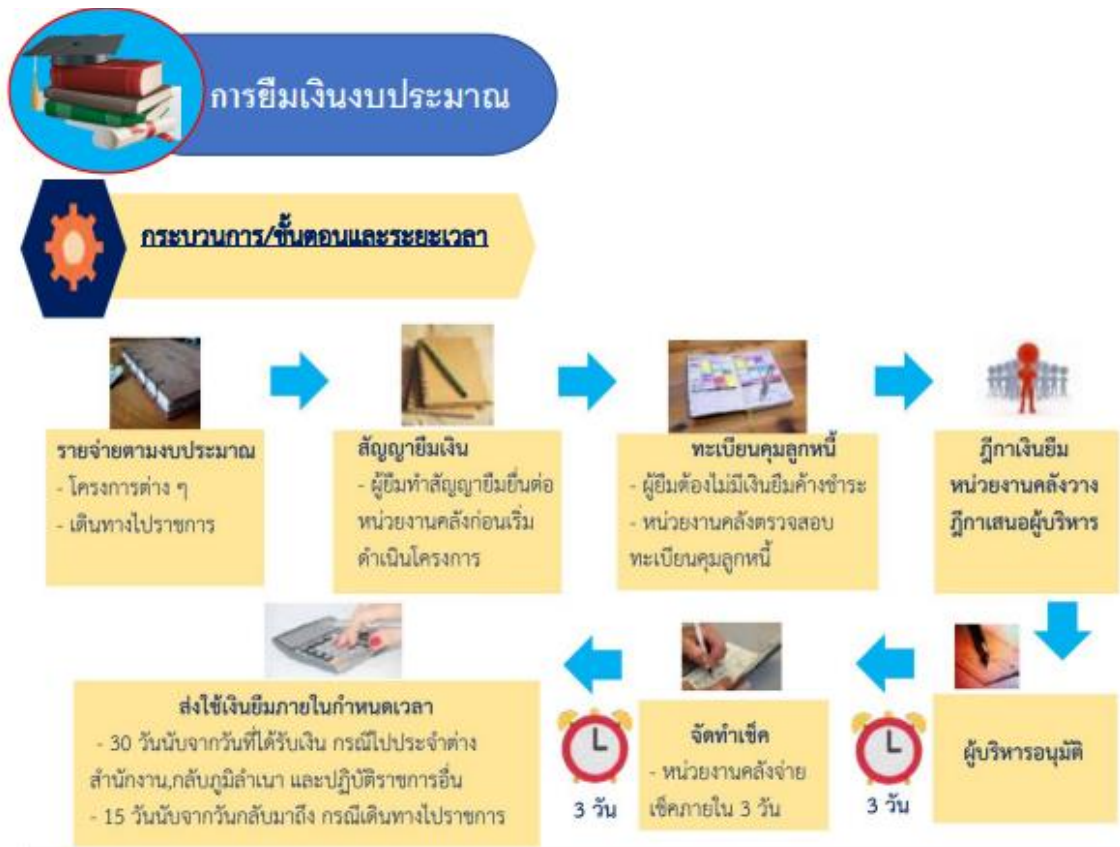 การยืมเงินงบประมาณ
กระบวนการ/ขั้นตอนและระยะเวลา
รายจ่ายตามงบประมาณ
- โครงการต่าง ๆ
- เดินทางไปราชการ
สัญญายืมเงิน
- ผู้ยืมทำสัญญายืมยื่นต่อ
หน่วยงานคลังก่อนเริ่ม
ดำเนินโครงการ
ทะเบียนคุมลูกหนี้
- ผู้ยืมต้องไม่มีเงินยืมค้างชำระ
- หน่วยงานคลังตรวจสอบ
ทะเบียนคุมลูกหนี้
ฎีกาเงินยืม
หน่วยงานคลังวาง
ฎีกาเสนอผู้บริหาร
ผู้บริหารอนุมัติ
3 วัน
จัดทำเช็ค
- หน่วยงานคลังจ่าย
เช็คภายใน 3 วัน
3 วัน
ส่งใช้เงินยืมภายในกำหนดเวลา
- 30 วันนับจากวันที่ได้รับเงิน กรณีไปประจำต่าง
สำนักงาน,กลับภูมิลำเนา และปฏิบัติราชการอื่น
- 15 วันนับจากวันกลับมาถึง กรณีเดินทางไปราชการ